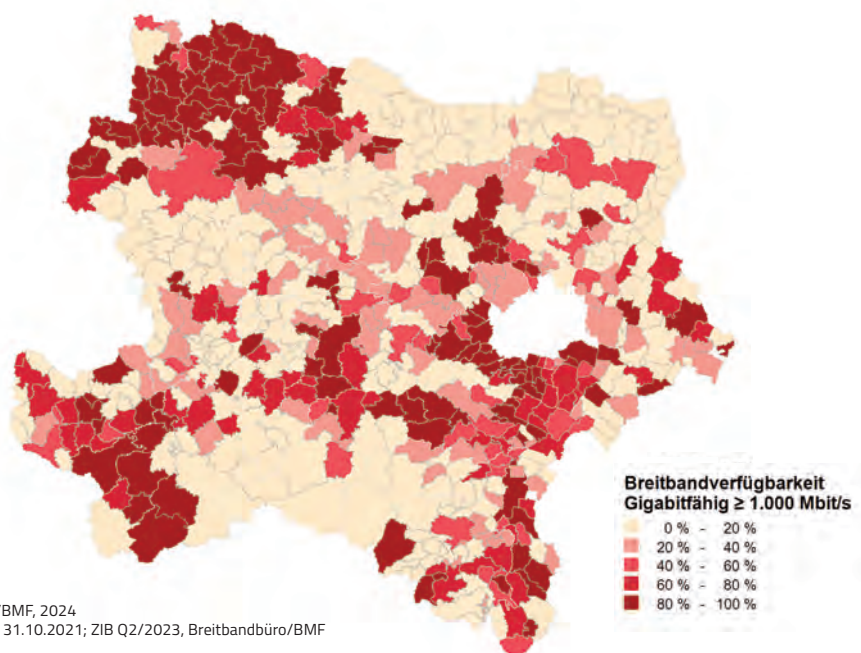 Breitbandverfügbarkeit
Gigabitfähig ≥ 1.000 Mbit/s
0 % - 20 %
20 % - 40 %
40 % - 60 %
60 % - 80 %
80 % - 100 %
/BMF, 2024
31.10.2021; ZIB Q2/2023, Breitbandbüro/BMF